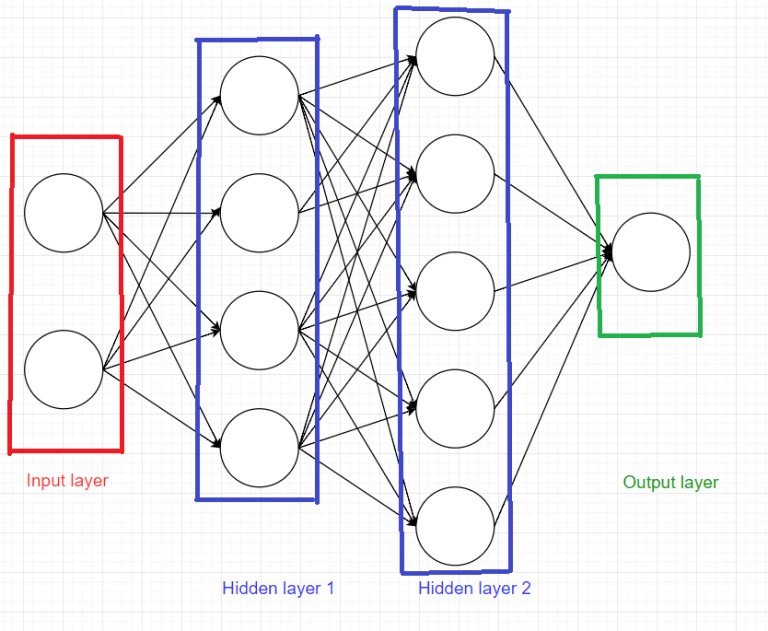 Input layer
Hidden layer 1
Hidden layer 2
Output layer